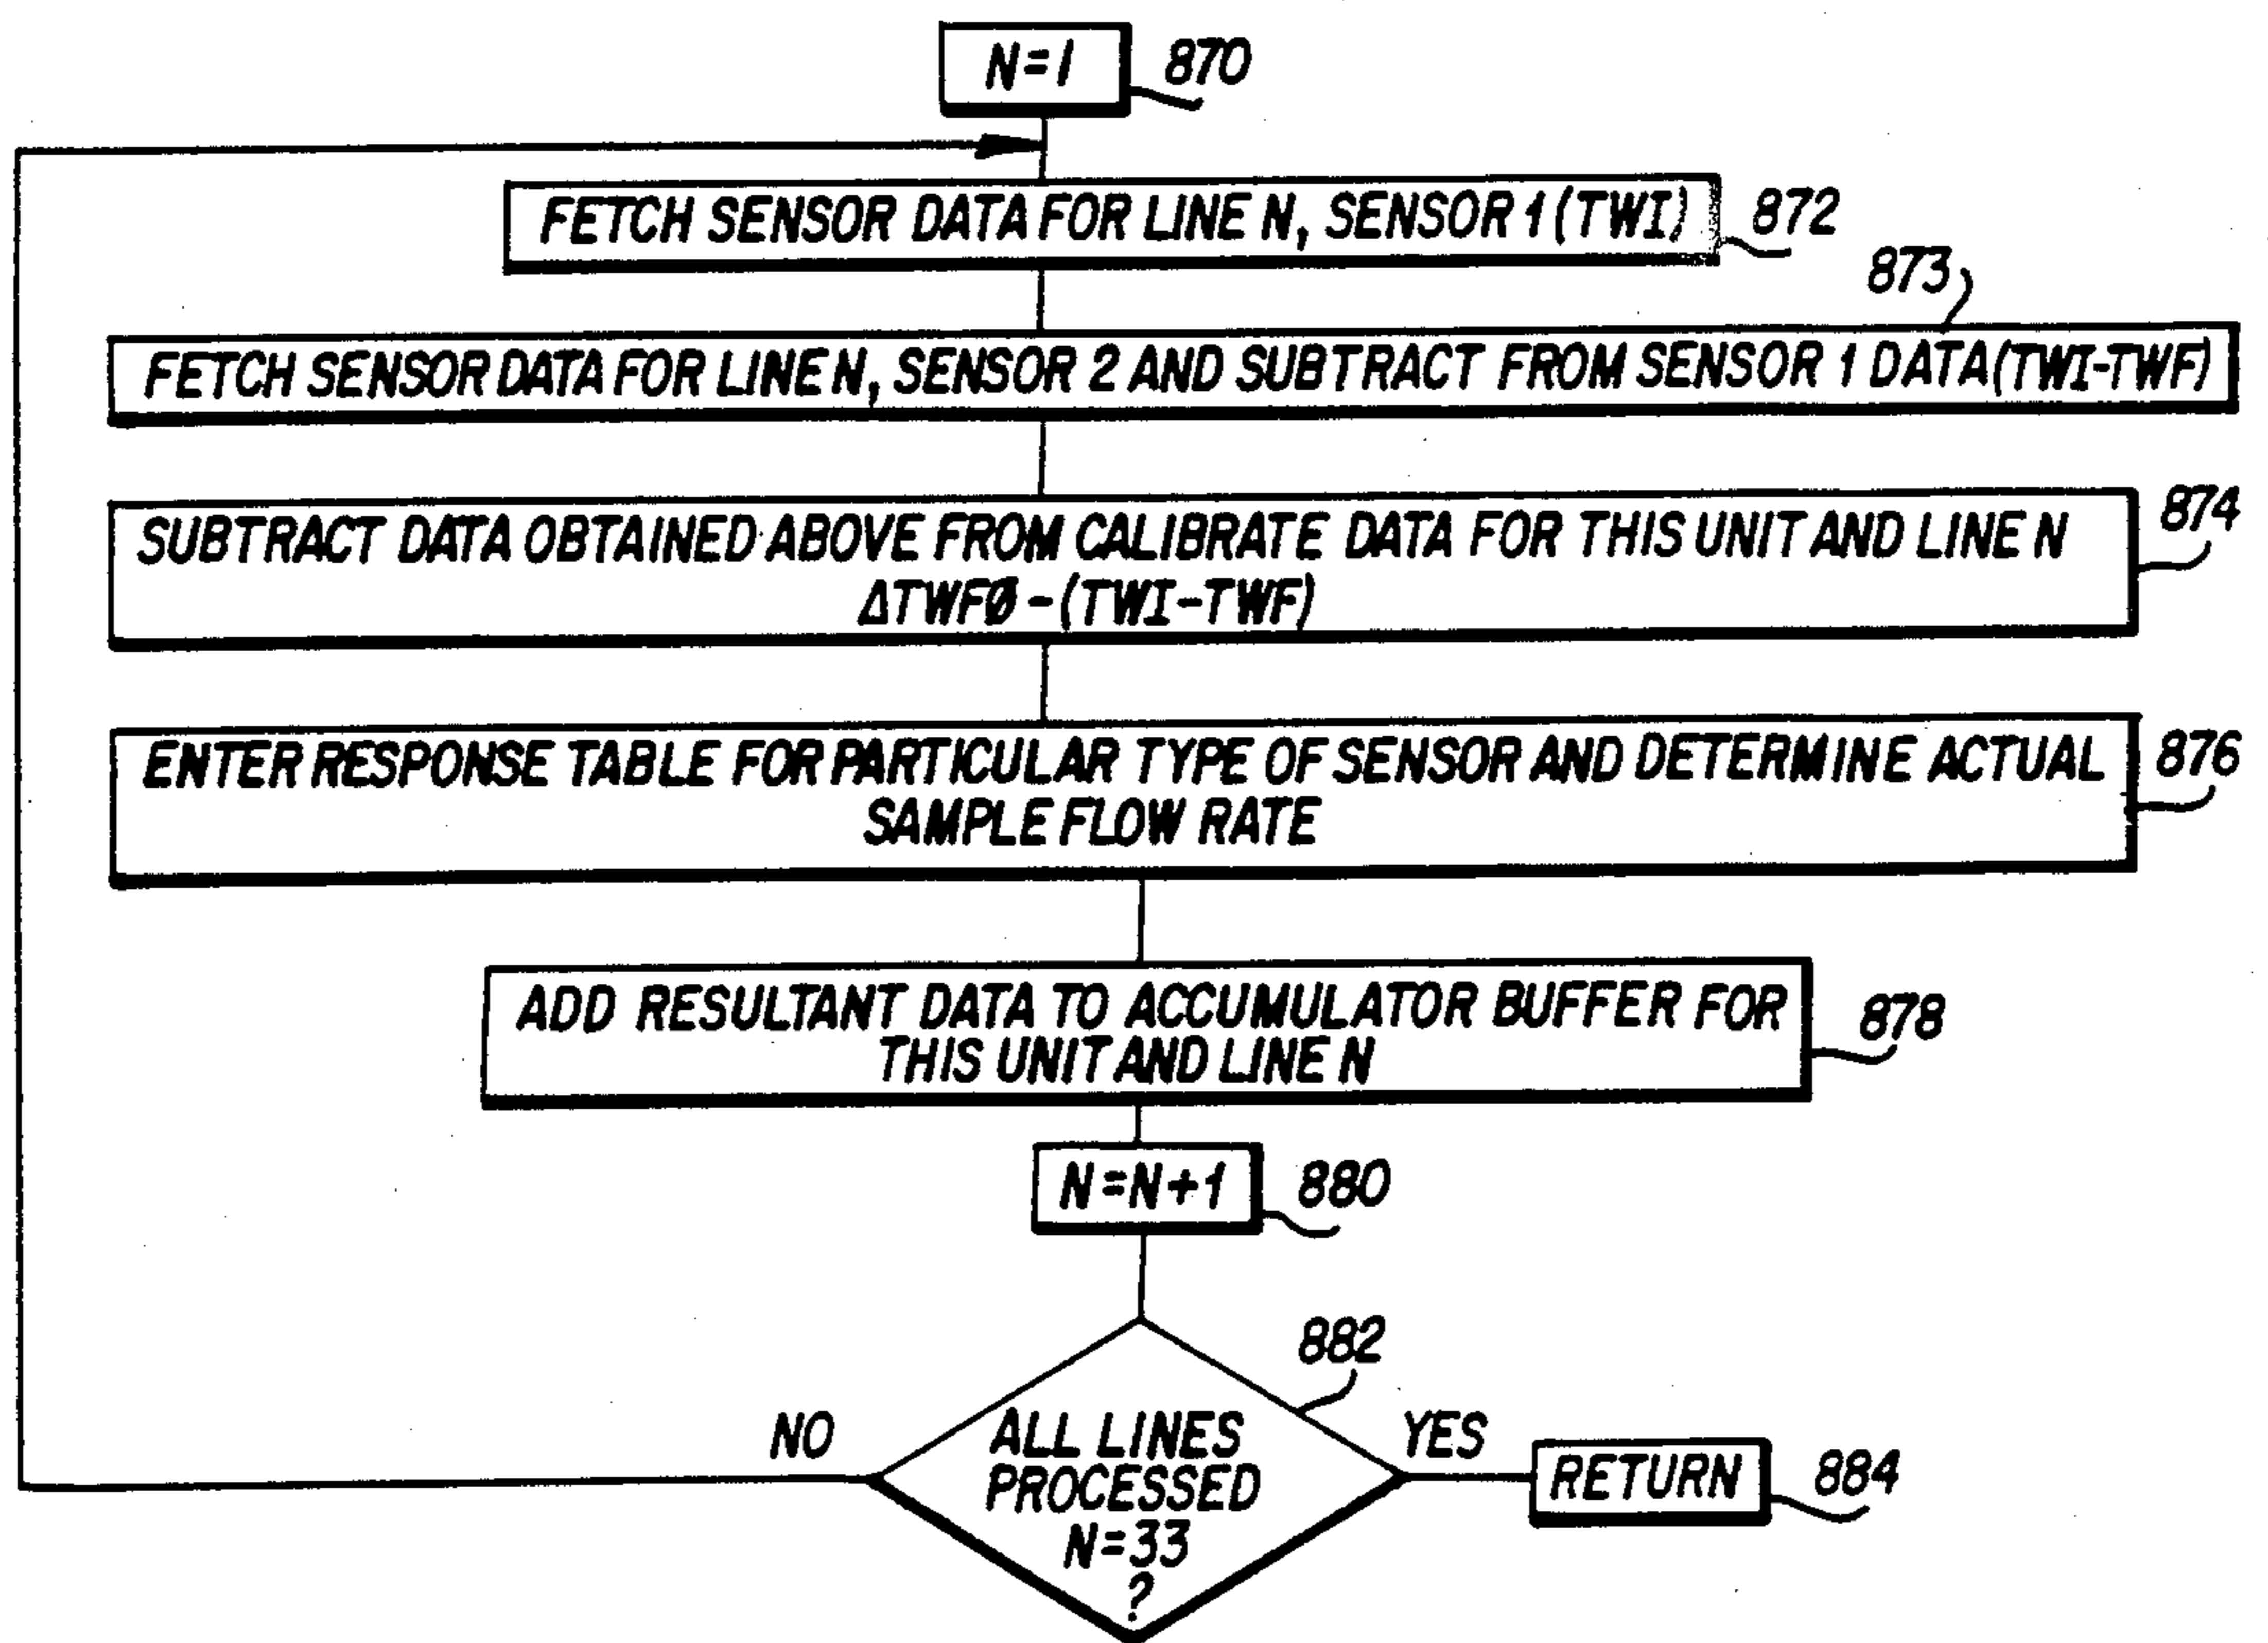 N=1
870
FETCH SENSOR DATA FOR LINE N, SENSOR 1 (TWI)
872
873
FETCH SENSOR DATA FOR LINE N, SENSOR 2 AND SUBTRACT FROM SENSOR 1 DATA (TWI-TWF)
SUBTRACT DATA OBTAINED ABOVE FROM CALIBRATE DATA FOR THIS UNIT AND LINE N
874
ΔTWFØ-(TWI-TWF)
ENTER RESPONSE TABLE FOR PARTICULAR TYPE OF SENSOR AND DETERMINE ACTUAL
876
SAMPLE FLOW RATE
ADD RESULTANT DATA TO ACCUMULATOR BUFFER FOR
THIS UNIT AND LINE N
878
N=N+1
880
882
NO
ALL LINES
PROCESSED
N=33
?
YES
RETURN
884